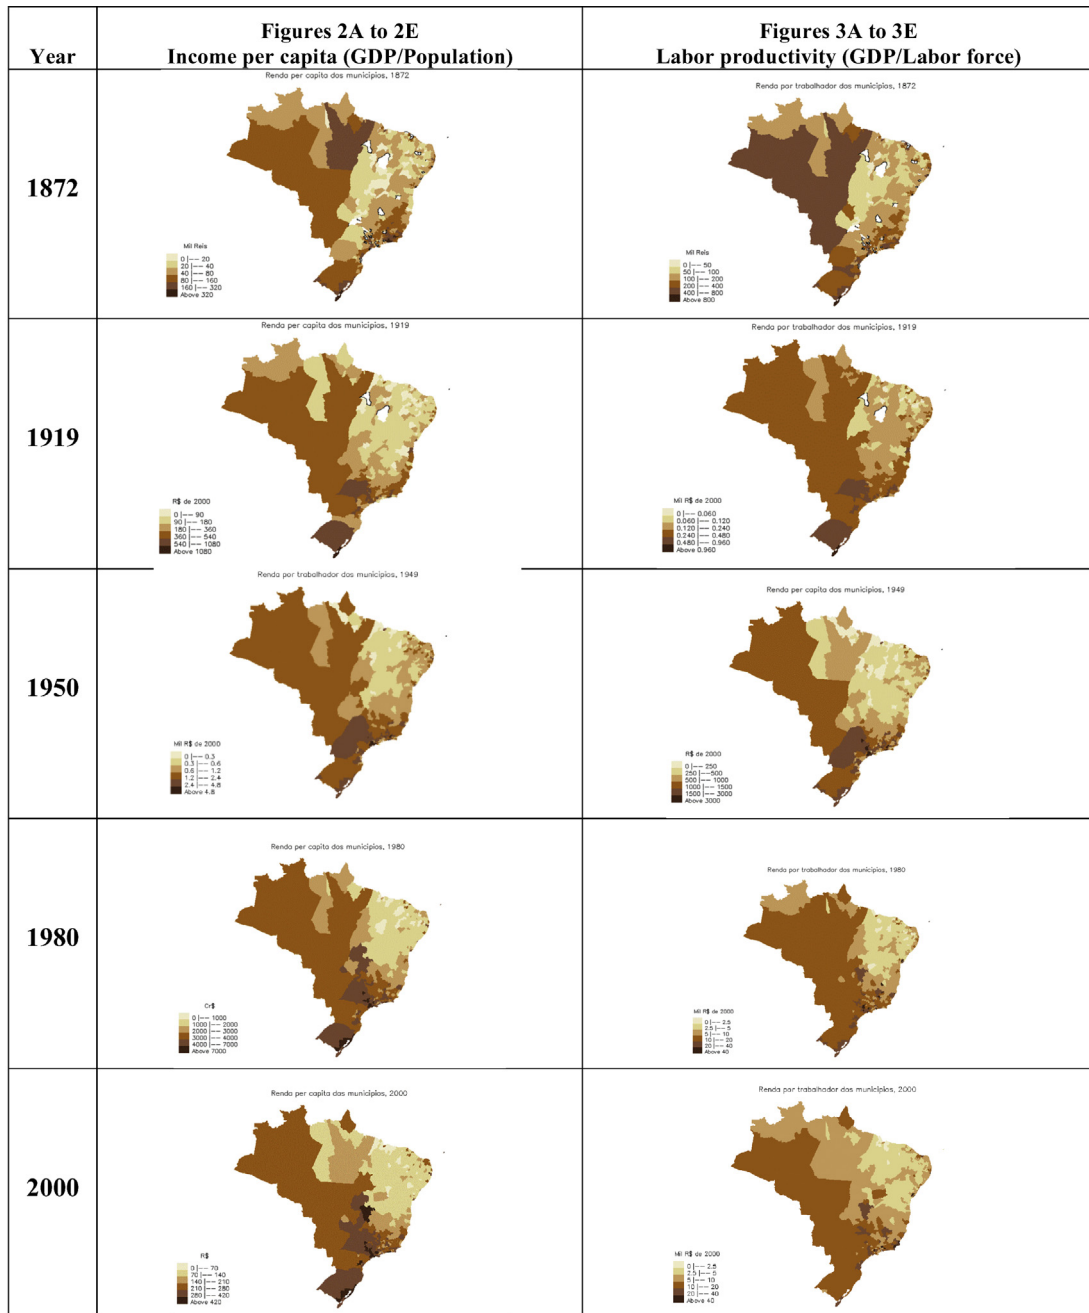 Year
Figures 2A to 2E
Income per capita (GDP/Population)
Figures 3A to 3E
Labor productivity (GDP/Labor force)
1872
Renda per capita dos municípios, 1872
Mil Reis
0 |—— 20
20 |—— 40
40 |—— 80
80 |—— 160
160 |—— 320
Above 320
Renda por trabalhador dos municípios, 1872
Mil Reis
0 |—— 50
50 |—— 100
100 |—— 200
200 |—— 400
400 |—— 800
Above 800
1919
Renda per capita dos municípios, 1919
R$ de 2000
0 |—— 90
90 |—— 180
180 |—— 360
360 |—— 540
540 |—— 1080
Above 1080
Renda por trabalhador dos municípios, 1919
Mil R$ de 2000
0 |—— 0.060
0.060 |—— 0.120
0.120 |—— 0.240
0.240 |—— 0.480
0.480 |—— 0.960
Above 0.960
1950
Renda por trabalhador dos municípios, 1949
Mil R$ de 2000
0 |—— 0.3
0.3 |—— 0.6
0.6 |—— 1.2
1.2 |—— 2.4
2.4 |—— 4.8
Above 4.8
Renda per capita dos municípios, 1949
R$ de 2000
0 |—— 250
250 |——500
500 |—— 1000
1000 |—— 1500
1500 |—— 3000
Above 3000
1980
Renda per capita dos municípios, 1980
Cr$
0 |—— 1000
1000 |—— 2000
2000 |—— 3000
3000 |—— 4000
4000 |—— 7000
Above 7000
Renda por trabalhador dos municípios, 1980
Mil R$ de 2000
0 |—— 2.5
2.5 |—— 5
5 |—— 10
10 |—— 20
20 |—— 40
Above 40
2000
Renda per capita dos municípios, 2000
R$
0 |—— 70
70 |—— 140
140 |—— 210
210 |—— 280
280 |—— 420
Above 420
Renda por trabalhador dos municípios, 2000
Mil R$ de 2000
0 |—— 2.5
2.5 |—— 5
5 |—— 10
10 |—— 20
20 |—— 40
Above 40